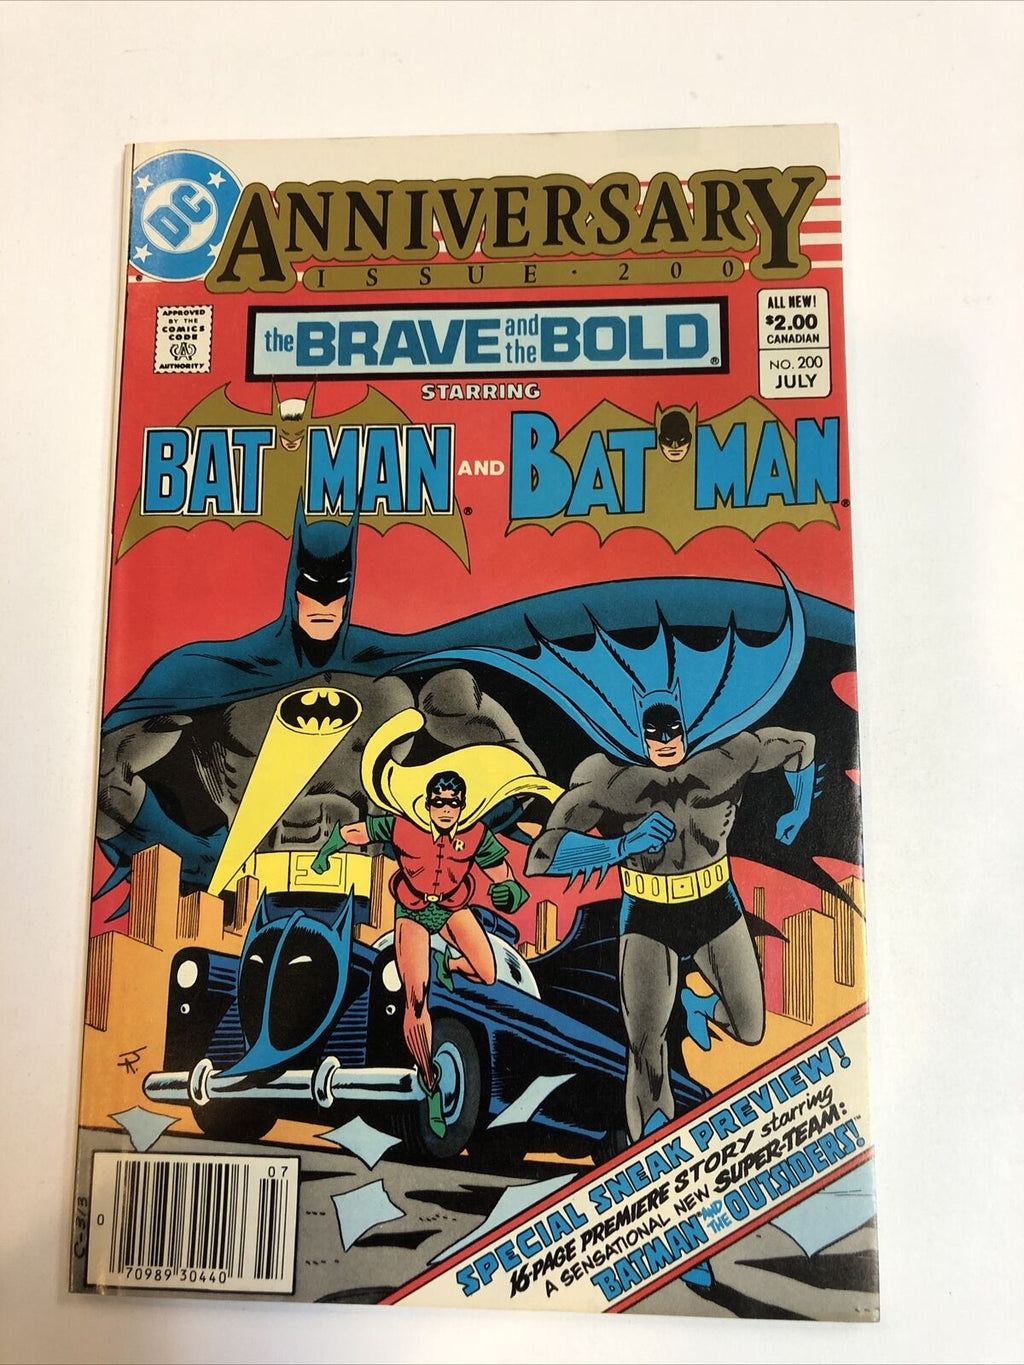 DC
ANNIVERSARY
ISSUE · 200
APPROVED
BY THE
COMICS
CODE
CA
AUTHORITY
the BRAVE and the BOLD®
ALL NEW!
$2.00
CANADIAN
NO. 200
JULY
STARRING
BATMAN® AND BATMAN®
R
J.A.
SPECIAL SNEAK PREVIEW!
16-PAGE PREMIERE STORY starring
A SENSATIONAL NEW SUPER-TEAM:™
BATMAN AND THE OUTSIDERS!
07
0
70989 30440
C-313